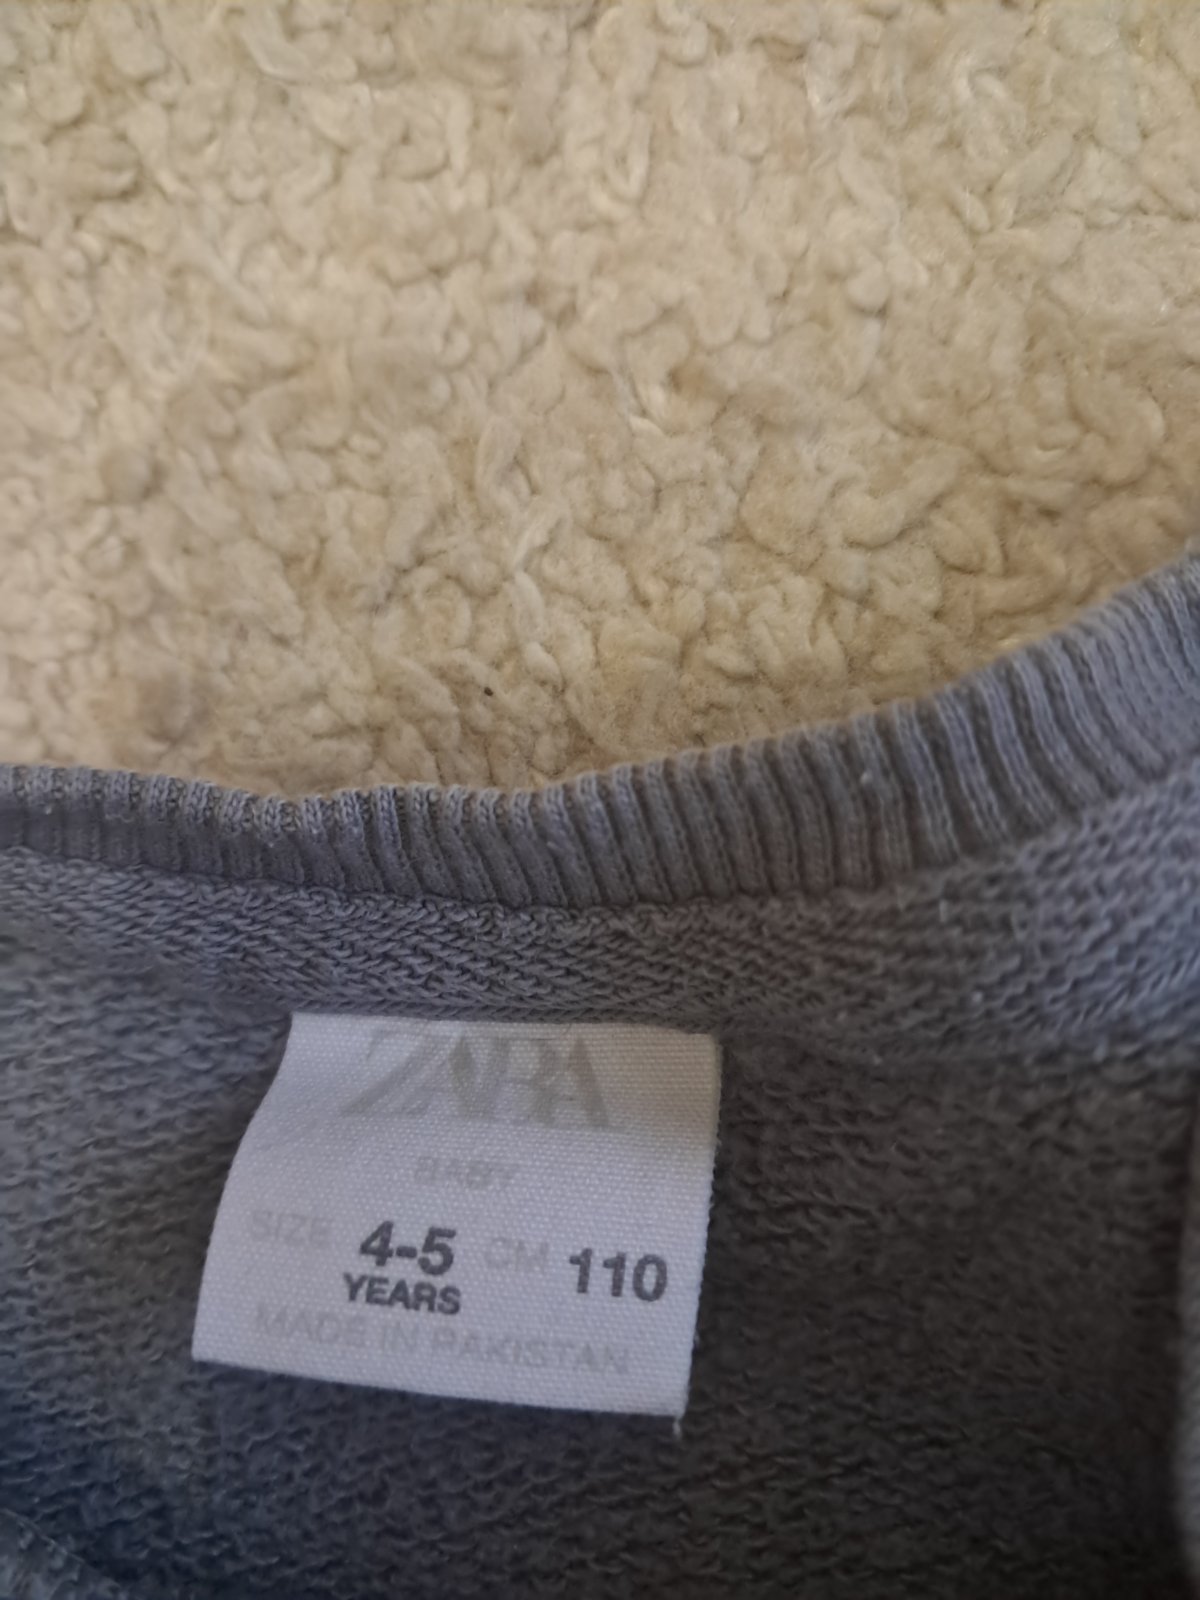 ZARA
BABY
SIZE 4-5 CM 110
YEARS
MADE IN PAKISTAN